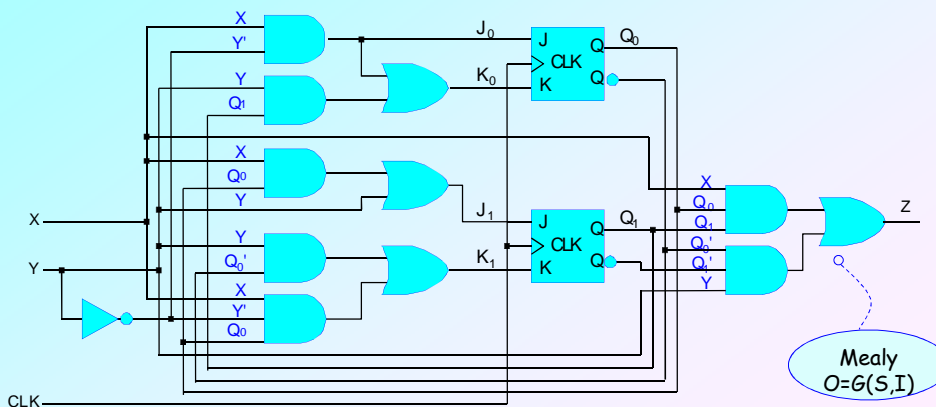 X
Y'
J₀
J
Q
Q₀
CLK
Q
Y
Q₁
K₀
K
X
Q₀
Y
J₁
X
Q₀
Q₁
Z
X
J
Q
Q₁
CLK
Q
Y
Q₀'
K₁
K
Q₀'
Q₁'
Y
Y
X
Y'
Q₀
Mealy
O=G(S,I)
CLK